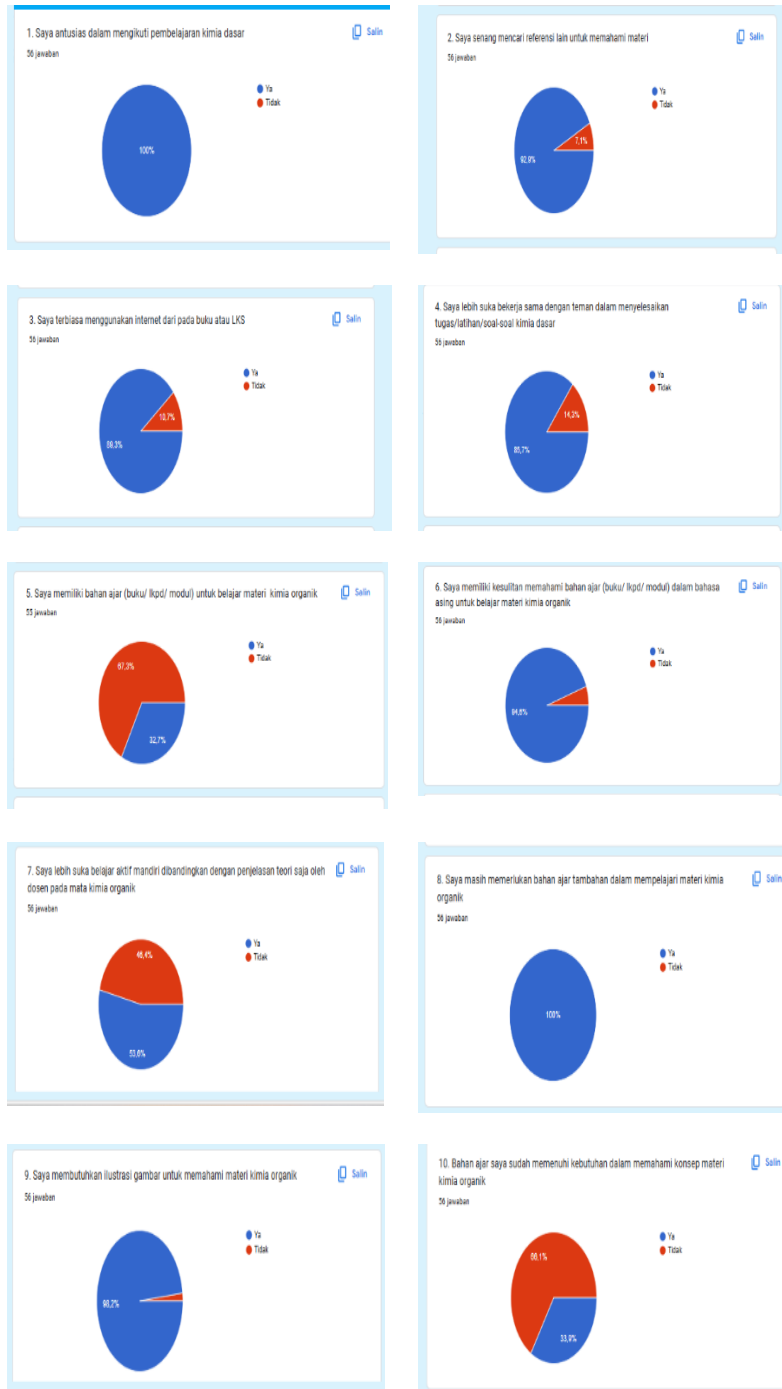 1. Saya antusias dalam mengikuti pembelajaran kimia dasar
Salin
56 jawaban
Ya
Tidak
100%
2. Saya senang mencari referensi lain untuk memahami materi
Salin
56 jawaban
Ya
Tidak
7,1%
92,9%
3. Saya terbiasa menggunakan internet dari pada buku atau LKS
Salin
56 jawaban
Ya
Tidak
10,7%
89,3%
4. Saya lebih suka bekerja sama dengan teman dalam menyelesaikan
tugas/latihan/soal-soal kimia dasar
Salin
56 jawaban
Ya
Tidak
14,3%
85,7%
5. Saya memiliki bahan ajar (buku/ lkpd/ modul) untuk belajar materi kimia organik
Salin
55 jawaban
Ya
Tidak
67,3%
32,7%
6. Saya memiliki kesulitan memahami bahan ajar (buku/ lkpd/ modul) dalam bahasa
asing untuk belajar materi kimia organik
Salin
56 jawaban
Ya
Tidak
94,6%
7. Saya lebih suka belajar aktif mandiri dibandingkan dengan penjelasan teori saja oleh
dosen pada mata kimia organik
Salin
56 jawaban
Ya
Tidak
46,4%
53,6%
8. Saya masih memerlukan bahan ajar tambahan dalam mempelajari materi kimia
organik
Salin
56 jawaban
Ya
Tidak
100%
9. Saya membutuhkan ilustrasi gambar untuk memahami materi kimia organik
Salin
56 jawaban
Ya
Tidak
98,2%
10. Bahan ajar saya sudah memenuhi kebutuhan dalam memahami konsep materi
kimia organik
Salin
56 jawaban
Ya
Tidak
66,1%
33,9%